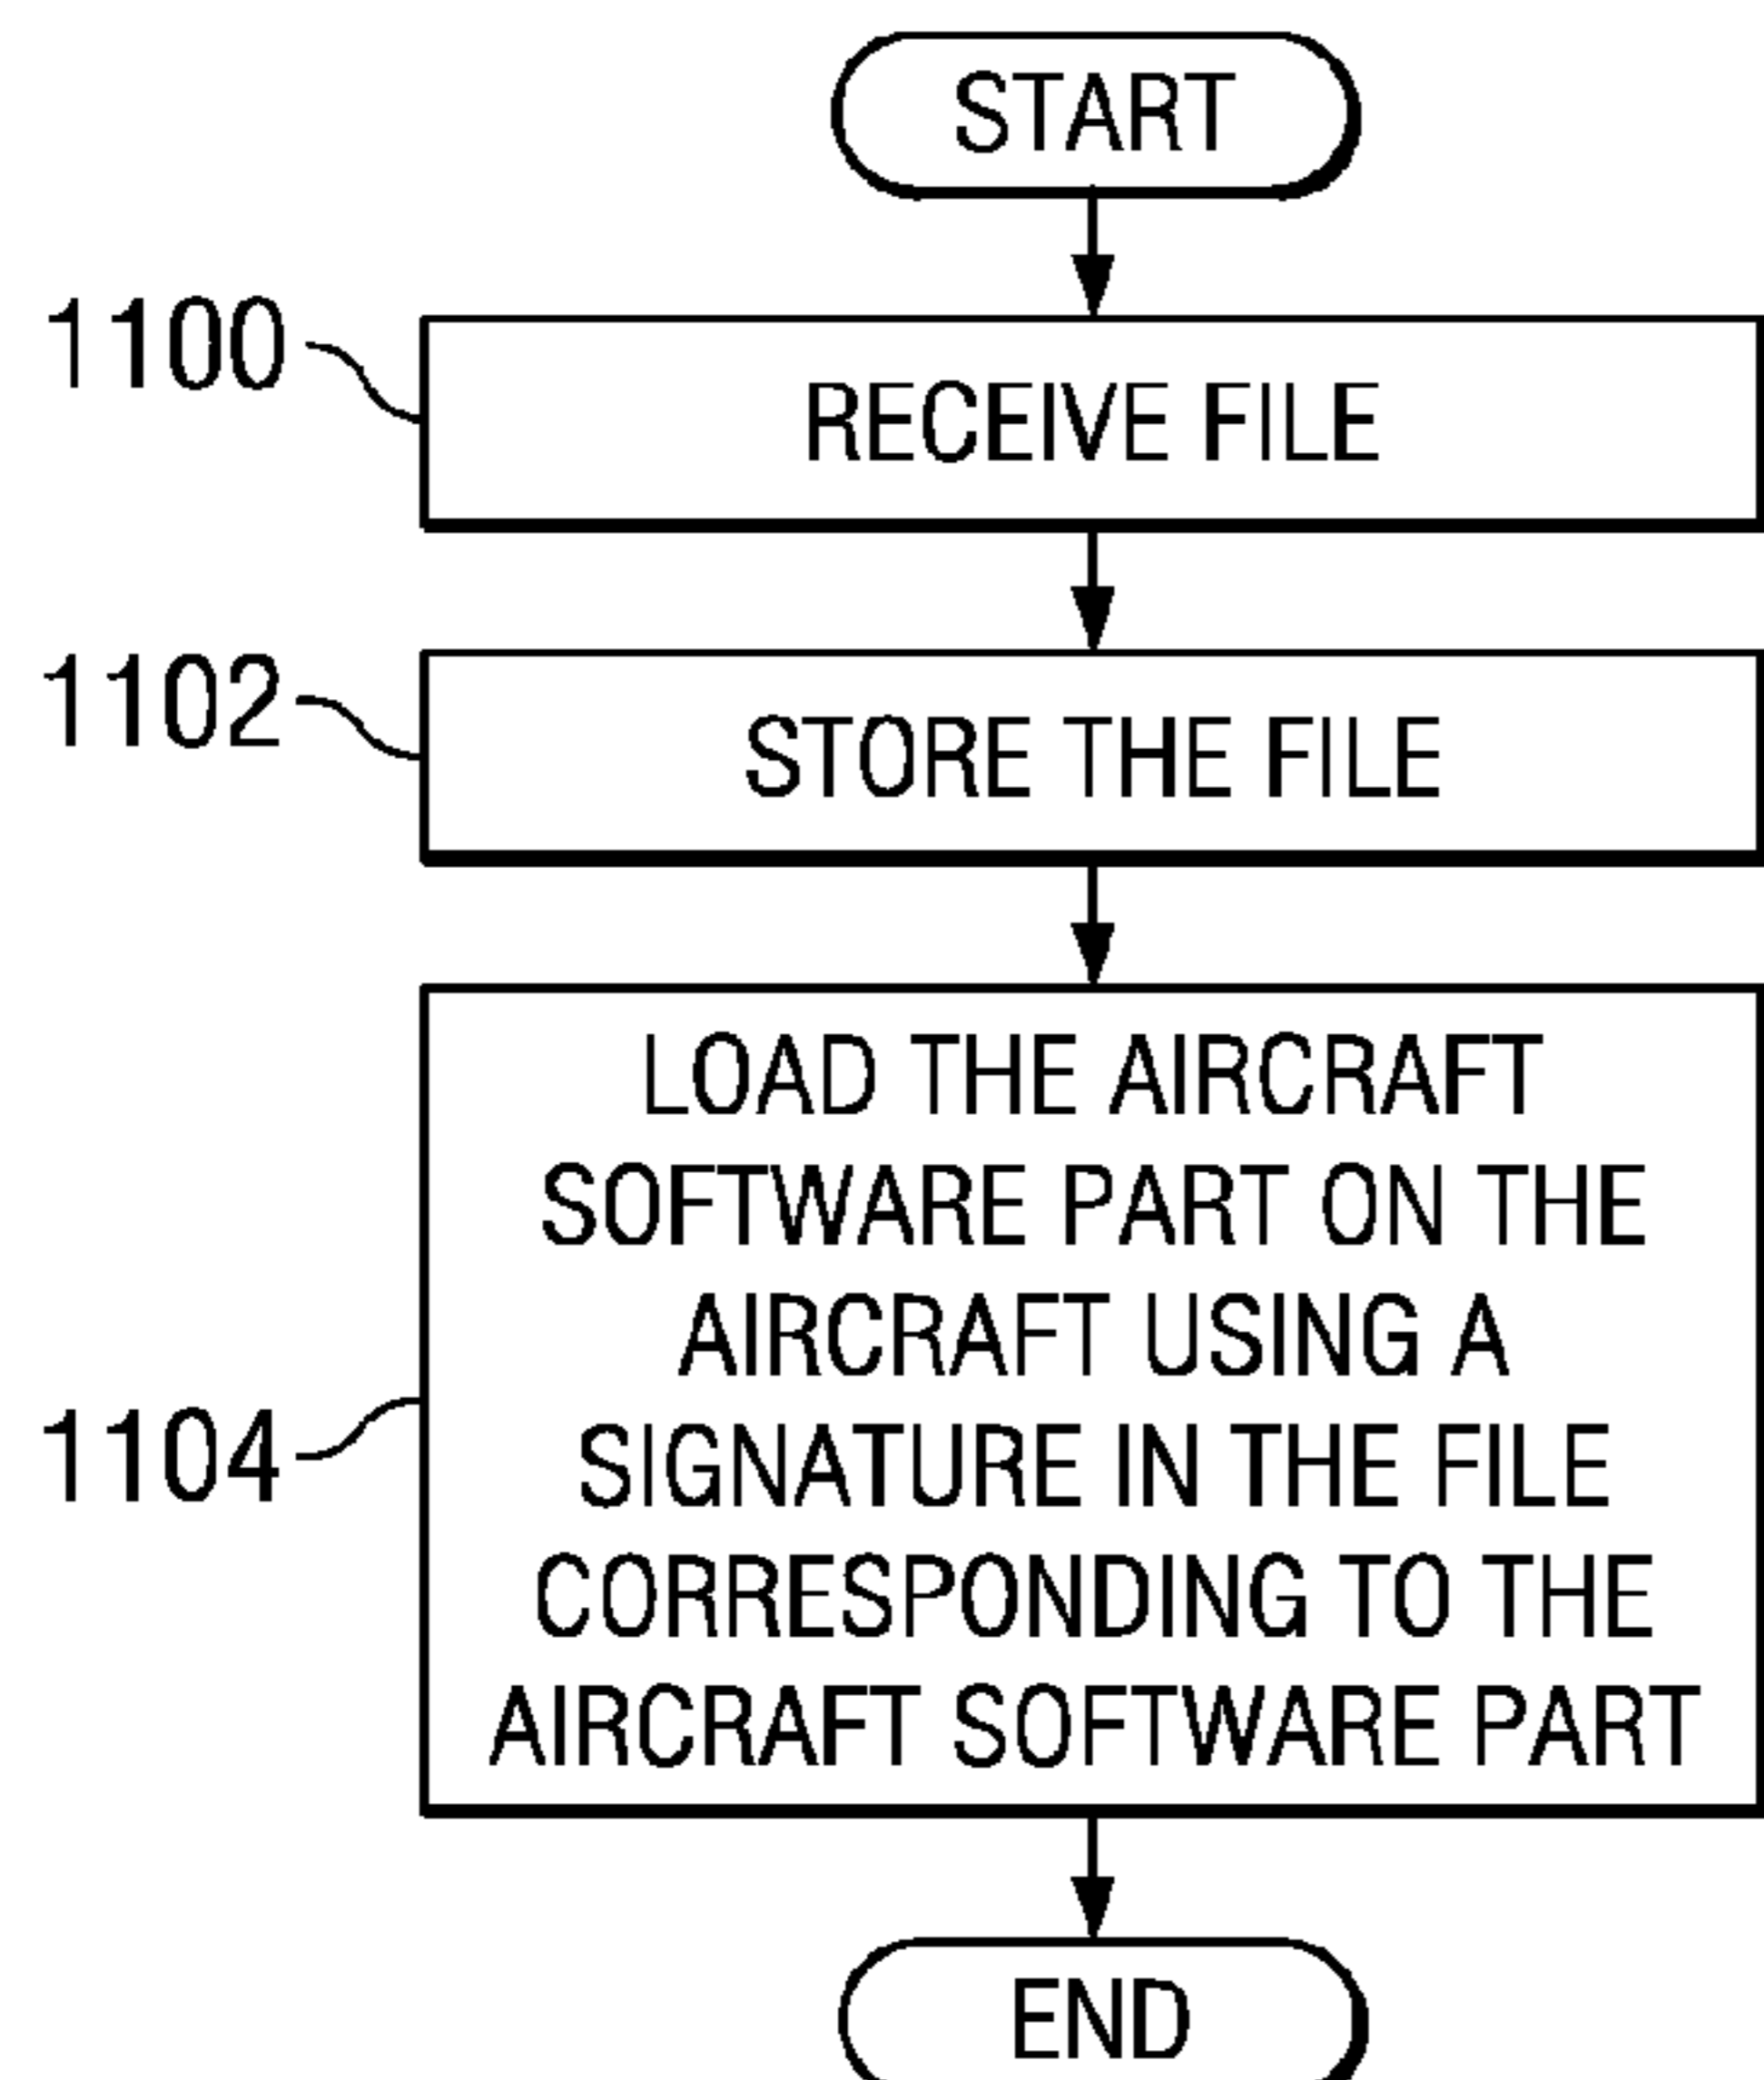 START
1100
RECEIVE FILE
1102
STORE THE FILE
LOAD THE AIRCRAFT
SOFTWARE PART ON THE
AIRCRAFT USING A
1104
SIGNATURE IN THE FILE
CORRESPONDING TO THE
AIRCRAFT SOFTWARE PART
END